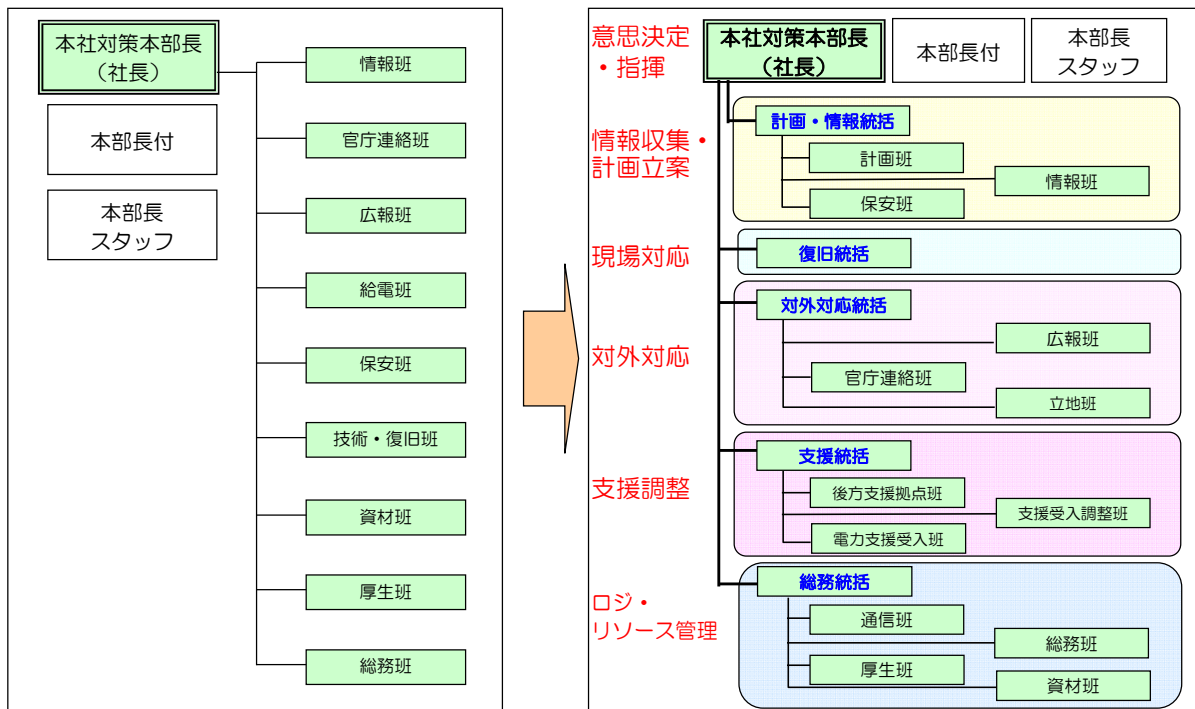 本社対策本部長
（社長）
本部長付
本部長
スタッフ
情報班
官庁連絡班
広報班
給電班
保安班
技術・復旧班
資材班
厚生班
総務班
意思決定
・指揮
本社対策本部長
（社長）
本部長付
本部長
スタッフ
情報収集・
計画立案
計画・情報統括
計画班
情報班
保安班
現場対応
復旧統括
対外対応
対外対応統括
広報班
官庁連絡班
立地班
支援調整
支援統括
後方支援拠点班
支援受入調整班
電力支援受入班
ロジ・
リソース管理
総務統括
通信班
総務班
厚生班
資材班